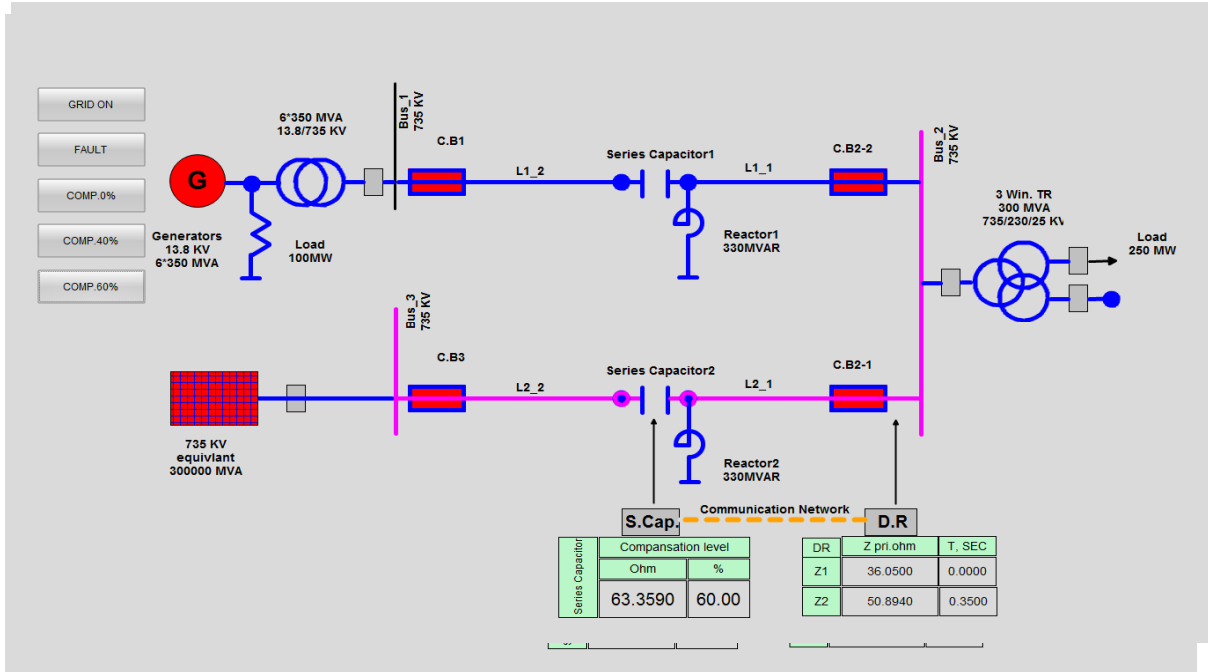 GRID ON
FAULT
COMP.0%
COMP.40%
COMP.60%
G
Generators
13.8 KV
6*350 MVA
6*350 MVA
13.8/735 KV
Load
100MW
Bus_1
735 KV
C.B1
L1_2
Series Capacitor1
L1_1
Reactor1
330MVAR
C.B2-2
Bus_2
735 KV
3 Win. TR
300 MVA
735/230/25 KV
Load
250 MW
735 KV
equivlant
300000 MVA
Bus_3
735 KV
C.B3
L2_2
Series Capacitor2
L2_1
Reactor2
330MVAR
C.B2-1
S.Cap.
Communication Network
D.R
Series Capacitor
Compansation level
Ohm %
63.3590 60.00
DR Z pri.ohm T, SEC
Z1 36.0500 0.0000
Z2 50.8940 0.3500